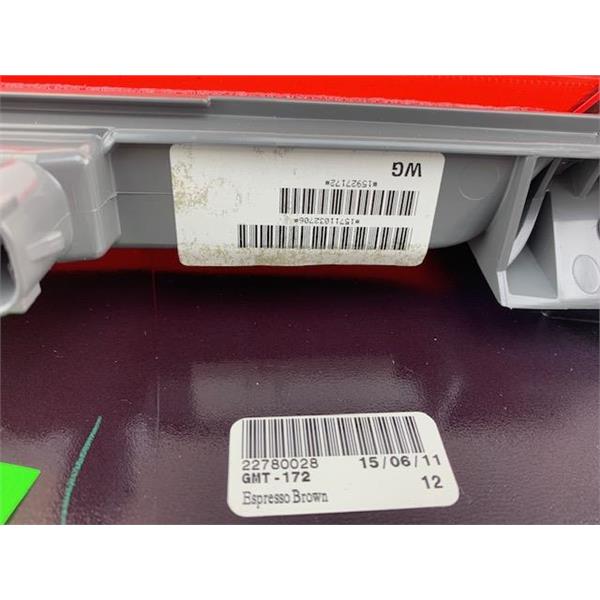 WG
*15927172*
*15711032706*
22780028 15/06/11
GMT-172 12
Espresso Brown